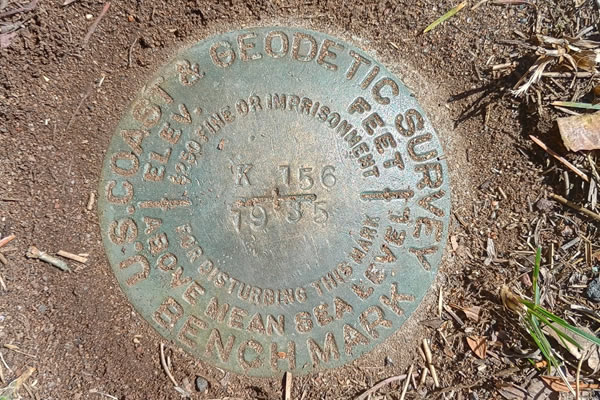 U.S. COAST & GEODETIC SURVEY
ELEV. FEET
$250 FINE OR IMPRISONMENT
K 156
1935
FOR DISTURBING THIS MARK
ABOVE MEAN SEA LEVEL
BENCH MARK